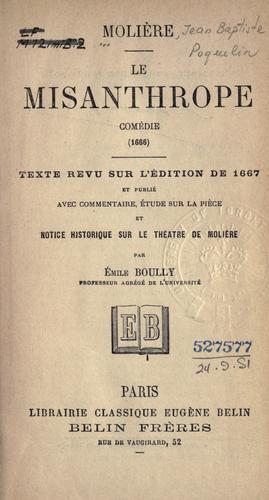 MOLIÈRE, Jean Baptiste
Poquelin
LE
MISANTHROPE
COMÉDIE
(1666)
TEXTE REVU SUR L'ÉDITION DE 1667
ET PUBLIÉ
AVEC COMMENTAIRE, ÉTUDE SUR LA PIÈCE
ET
NOTICE HISTORIQUE SUR LE THÉATRE DE MOLIÈRE
PAR
ÉMILE BOULLY
PROFESSEUR AGRÉGÉ DE L'UNIVERSITÉ
EB
527577
24.9.51
PARIS
LIBRAIRIE CLASSIQUE EUGÈNE BELIN
BELIN FRÈRES
RUE DE VAUGIRARD, 52